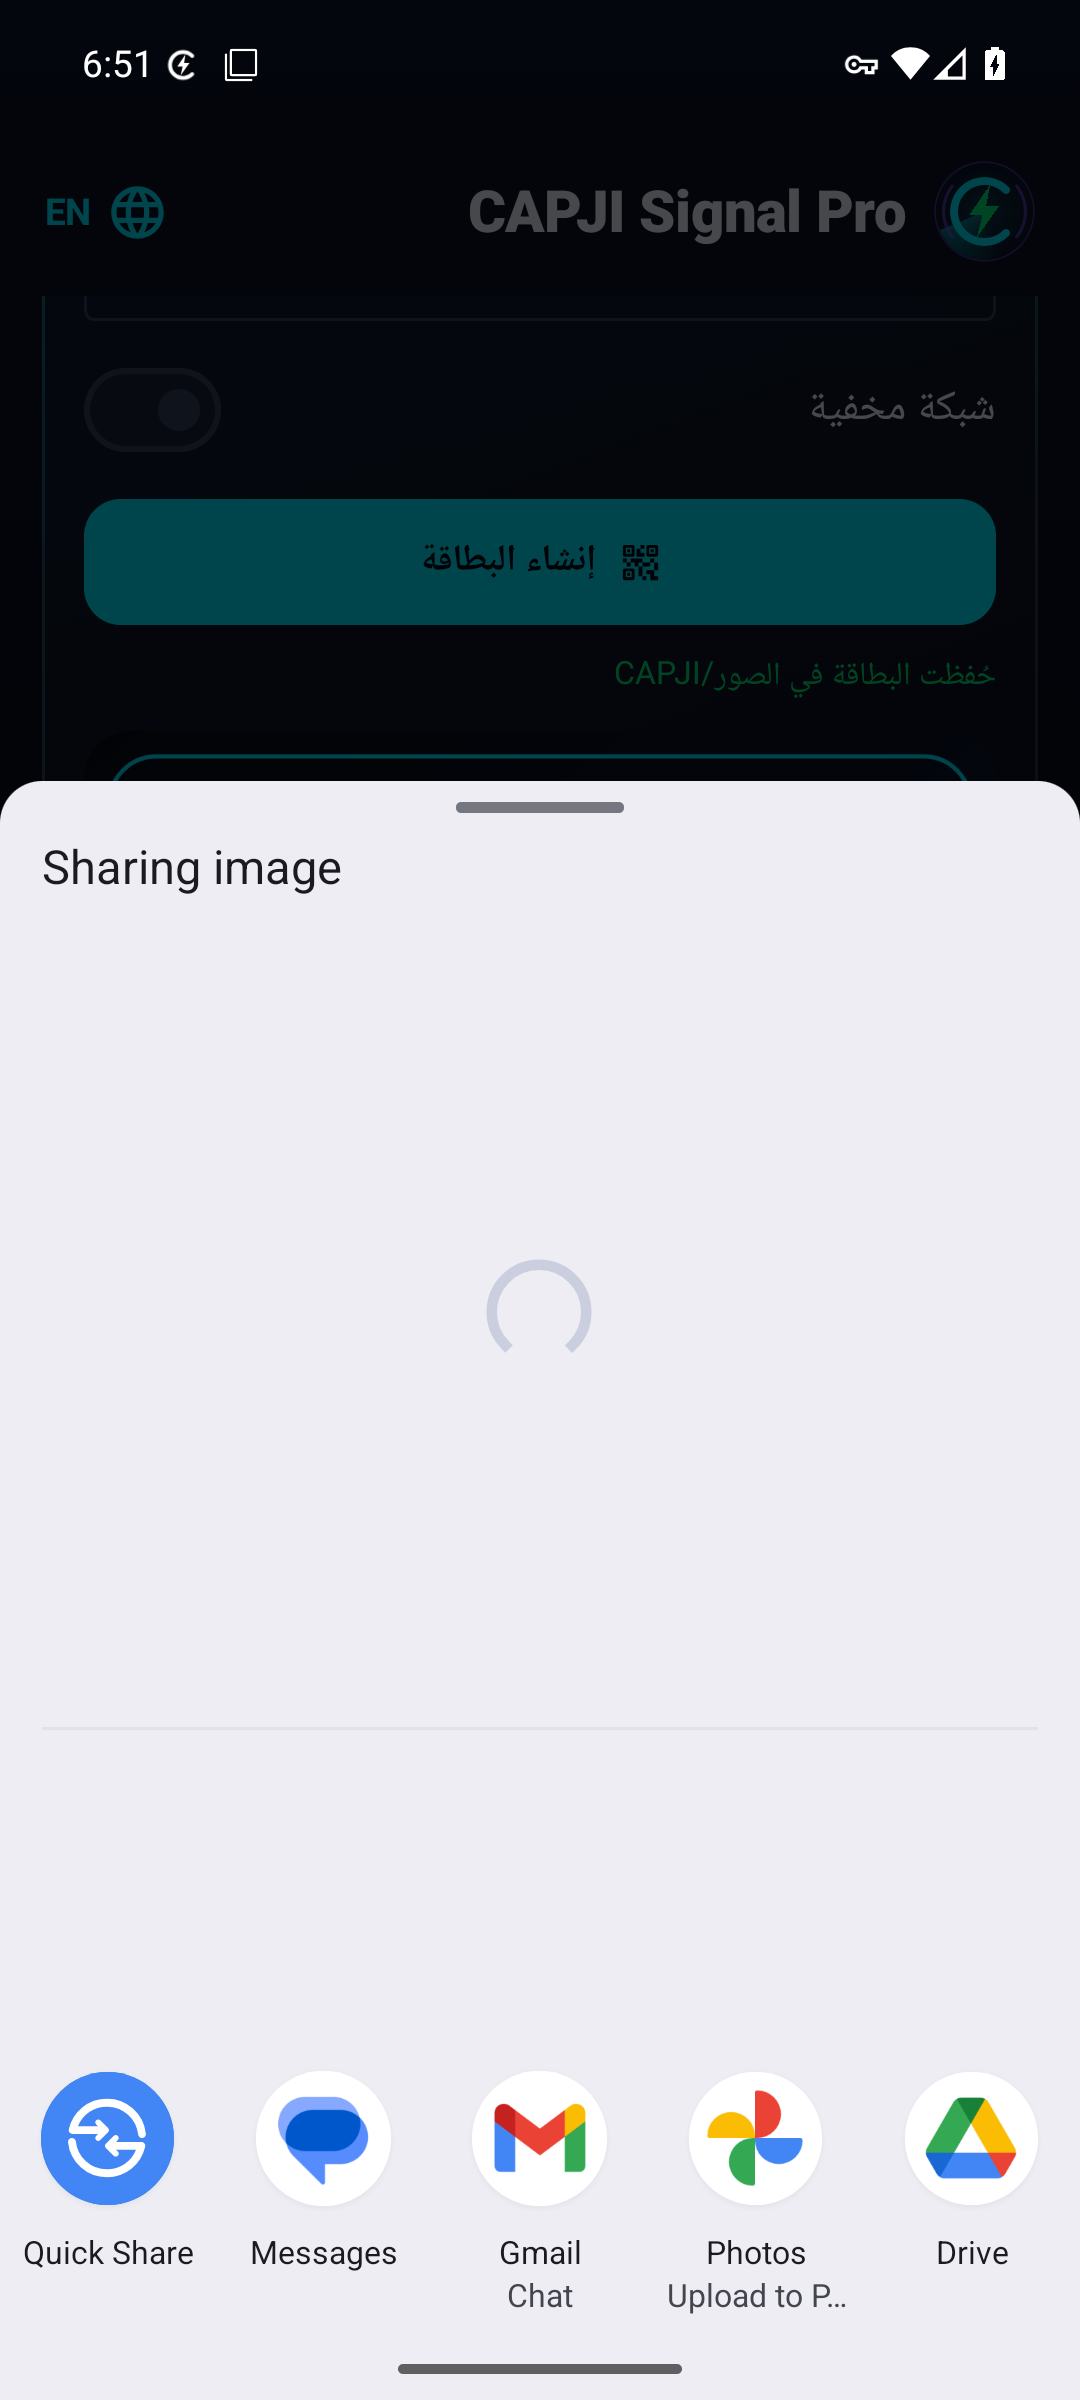 6:51
EN
CAPJI Signal Pro
شبكة مخفية
إنشاء البطاقة
حُفظت البطاقة في الصور/CAPJI
Sharing image
Quick Share
Messages
Gmail
Photos
Drive
Chat
Upload to P...